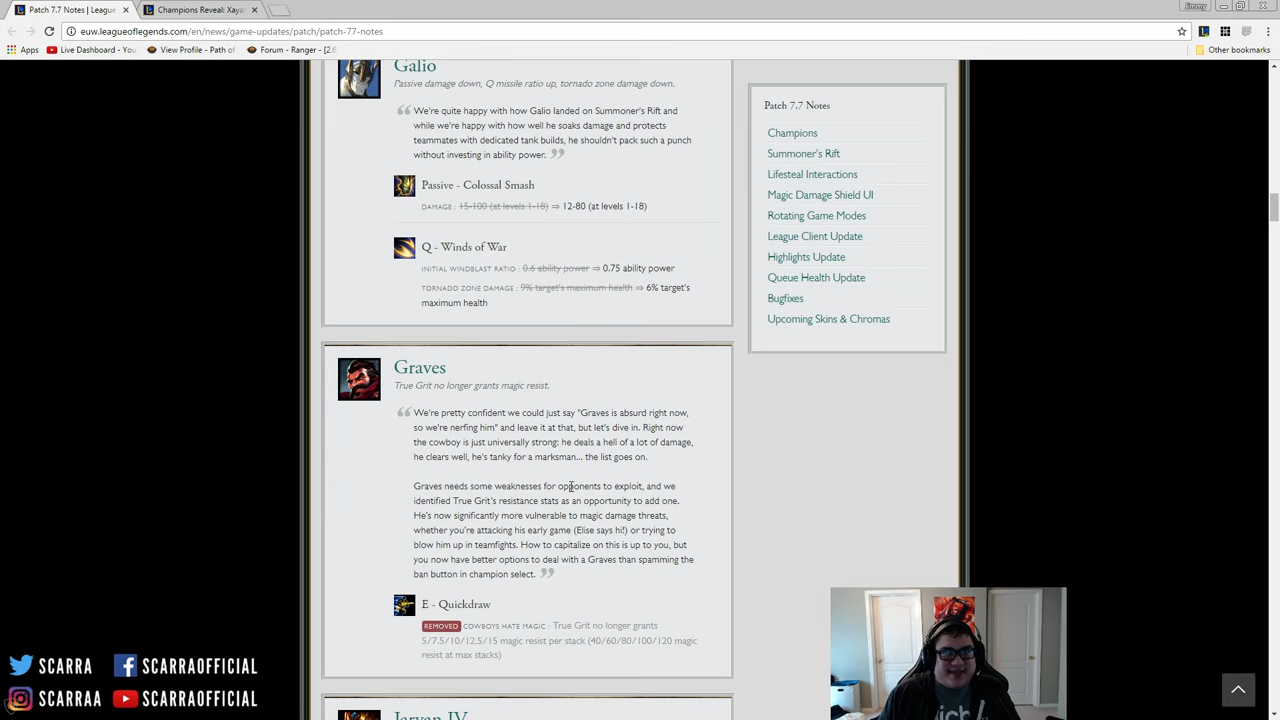 Patch 7.7 Notes | League
Champions Reveal: Xaya
Jimmy
euw.leagueoflegends.com/en/news/game-updates/patch/patch-77-notes
Apps
Live Dashboard - You
View Profile - Path of
Forum - Ranger - [2.6
Other bookmarks
Galio
Passive damage down, Q missile ratio up, tornado zone damage down.
We're quite happy with how Galio landed on Summoner's Rift and
while we're happy with how well he soaks damage and protects
teammates with dedicated tank builds, he shouldn't pack such a punch
without investing in ability power.
Passive - Colossal Smash
DAMAGE : 15-100 (at levels 1-18) ⇒ 12-80 (at levels 1-18)
Q - Winds of War
INITIAL WINDBLAST RATIO : 0.6 ability power ⇒ 0.75 ability power
TORNADO ZONE DAMAGE : 9% target's maximum health ⇒ 6% target's
maximum health
Graves
True Grit no longer grants magic resist.
We're pretty confident we could just say "Graves is absurd right now,
so we're nerfing him" and leave it at that, but let's dive in. Right now
the cowboy is just universally strong: he deals a hell of a lot of damage,
he clears well, he's tanky for a marksman... the list goes on.
Graves needs some weaknesses for opponents to exploit, and we
identified True Grit's resistance stats as an opportunity to add one.
He's now significantly more vulnerable to magic damage threats,
whether you're attacking his early game (Elise says hi!) or trying to
blow him up in teamfights. How to capitalize on this is up to you, but
you now have better options to deal with a Graves than spamming the
ban button in champion select.
E - Quickdraw
REMOVED COWBOYS HATE MAGIC : True Grit no longer grants
5/7.5/10/12.5/15 magic resist per stack (40/60/80/100/120 magic
resist at max stacks)
Jarvan IV
Patch 7.7 Notes
Champions
Summoner's Rift
Lifesteal Interactions
Magic Damage Shield UI
Rotating Game Modes
League Client Update
Highlights Update
Queue Health Update
Bugfixes
Upcoming Skins & Chromas
SCARRA
SCARRAOFFICIAL
SCARRAA
SCARRAOFFICIAL